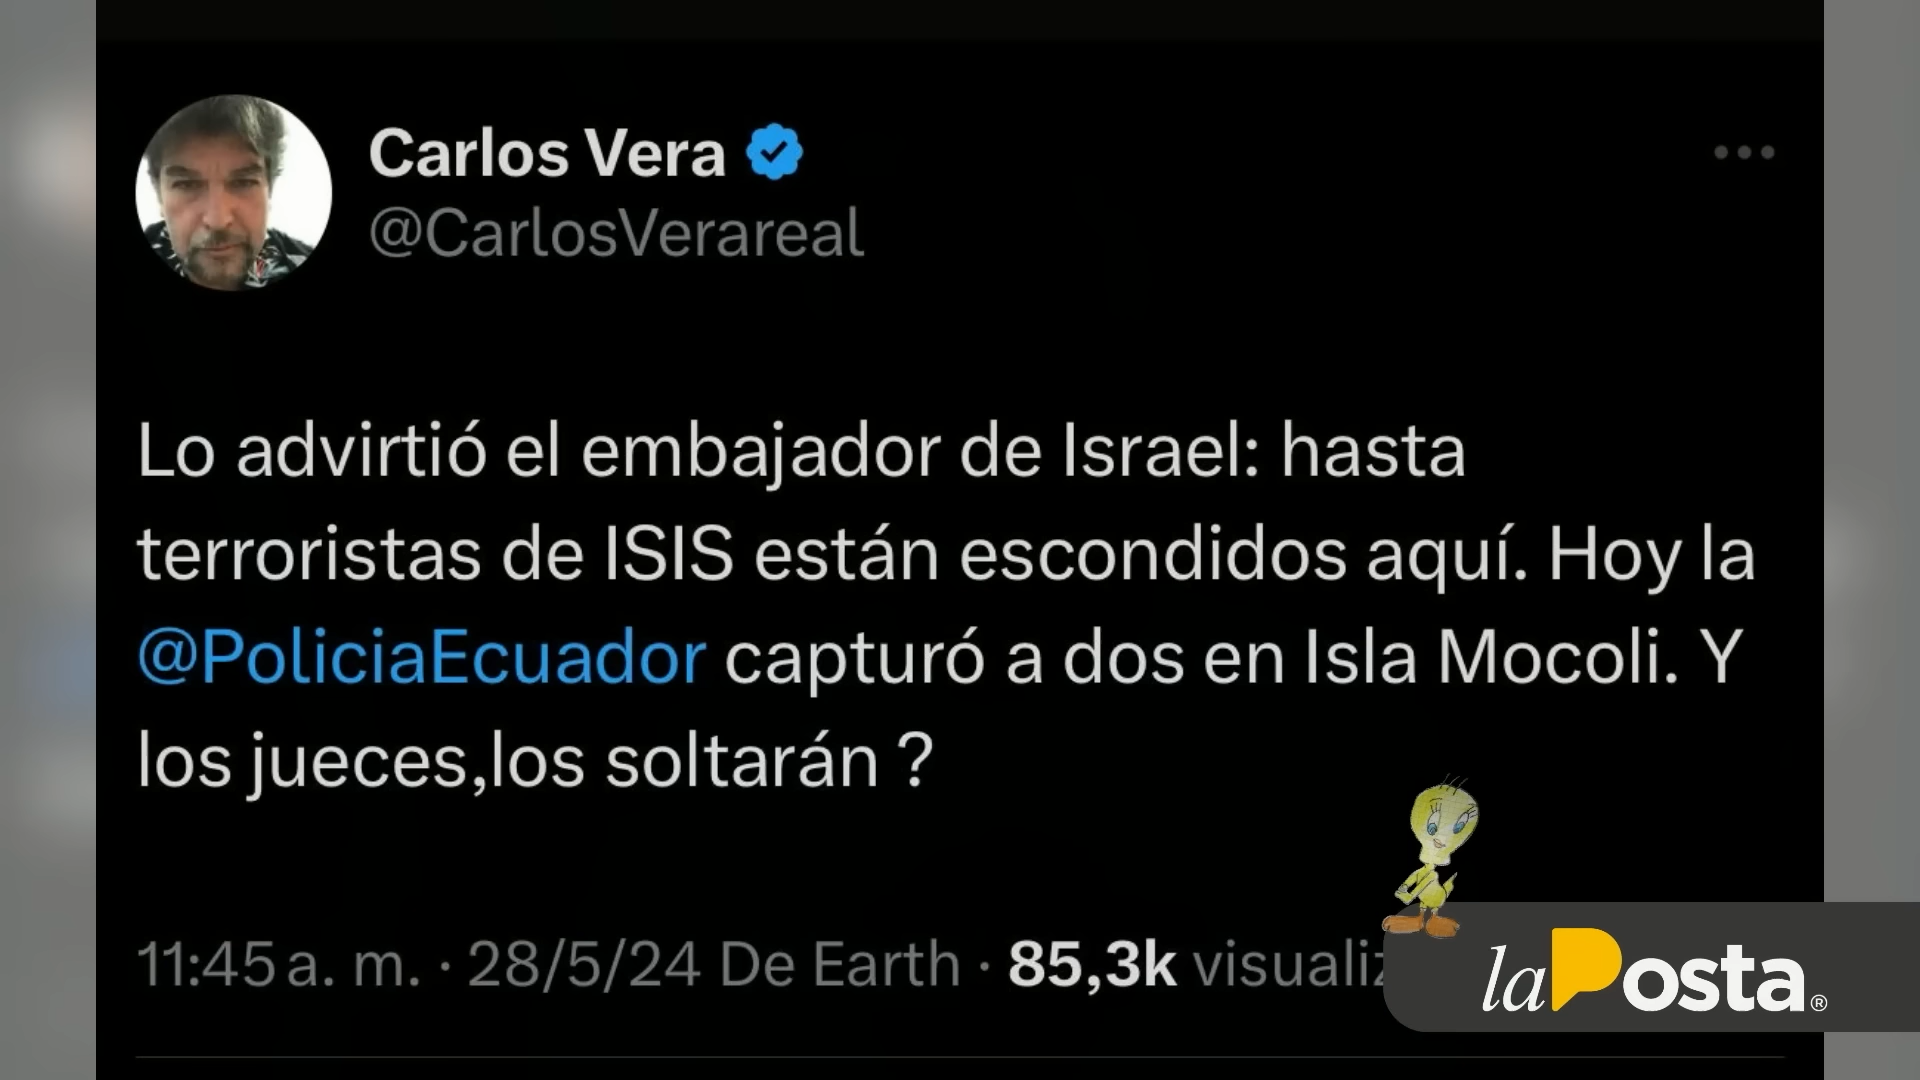 Carlos Vera
@CarlosVerareal
Lo advirtió el embajador de Israel: hasta
terroristas de ISIS están escondidos aquí. Hoy la
@PoliciaEcuador capturó a dos en Isla Mocoli. Y
los jueces,los soltarán ?
11:45 a. m. · 28/5/24 De Earth · 85,3k visualiz
laPosta®